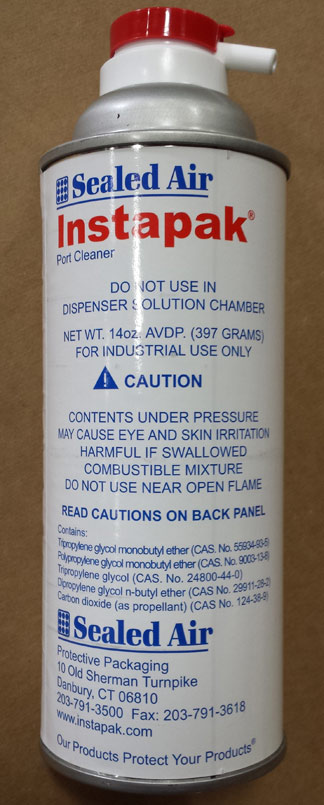 Sealed Air
Instapak®
Port Cleaner
DO NOT USE IN
DISPENSER SOLUTION CHAMBER
NET WT. 14oz. AVDP. (397 GRAMS)
FOR INDUSTRIAL USE ONLY
CAUTION
CONTENTS UNDER PRESSURE
MAY CAUSE EYE AND SKIN IRRITATION
HARMFUL IF SWALLOWED
COMBUSTIBLE MIXTURE
DO NOT USE NEAR OPEN FLAME
READ CAUTIONS ON BACK PANEL
Contains:
Tripropylene glycol monobutyl ether (CAS. No. 55934-93-5)
Polypropylene glycol monobutyl ether (CAS. No. 9003-13-8)
Tripropylene glycol (CAS. No. 24800-44-0)
Dipropylene glycol n-butyl ether (CAS No 29911-28-2)
Carbon dioxide (as propellant) (CAS No. 124-38-9)
Sealed Air
Protective Packaging
10 Old Sherman Turnpike
Danbury, CT 06810
203-791-3500 Fax: 203-791-3618
www.instapak.com
Our Products Protect Your Products®